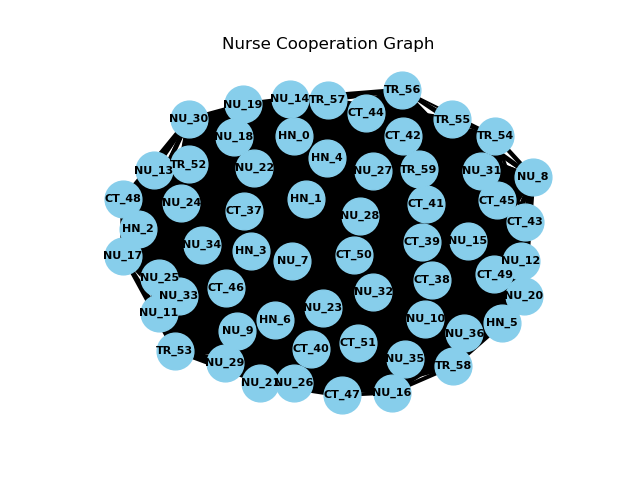 Nurse Cooperation Graph
TR_56
NU_14
TR_57
NU_19
CT_44
NU_30
TR_55
NU_18
HN_0
CT_42
TR_54
HN_4
TR_52
NU_22
NU_13
NU_27
TR_59
NU_31
NU_8
CT_48
NU_24
HN_1
CT_45
CT_41
CT_37
NU_28
CT_43
HN_2
NU_34
CT_39
NU_15
HN_3
NU_17
CT_50
NU_7
NU_12
CT_49
NU_25
CT_38
CT_46
NU_32
NU_33
NU_20
NU_23
NU_11
HN_6
NU_10
HN_5
NU_9
NU_36
CT_51
CT_40
TR_53
NU_35
NU_29
TR_58
NU_21
NU_26
NU_16
CT_47